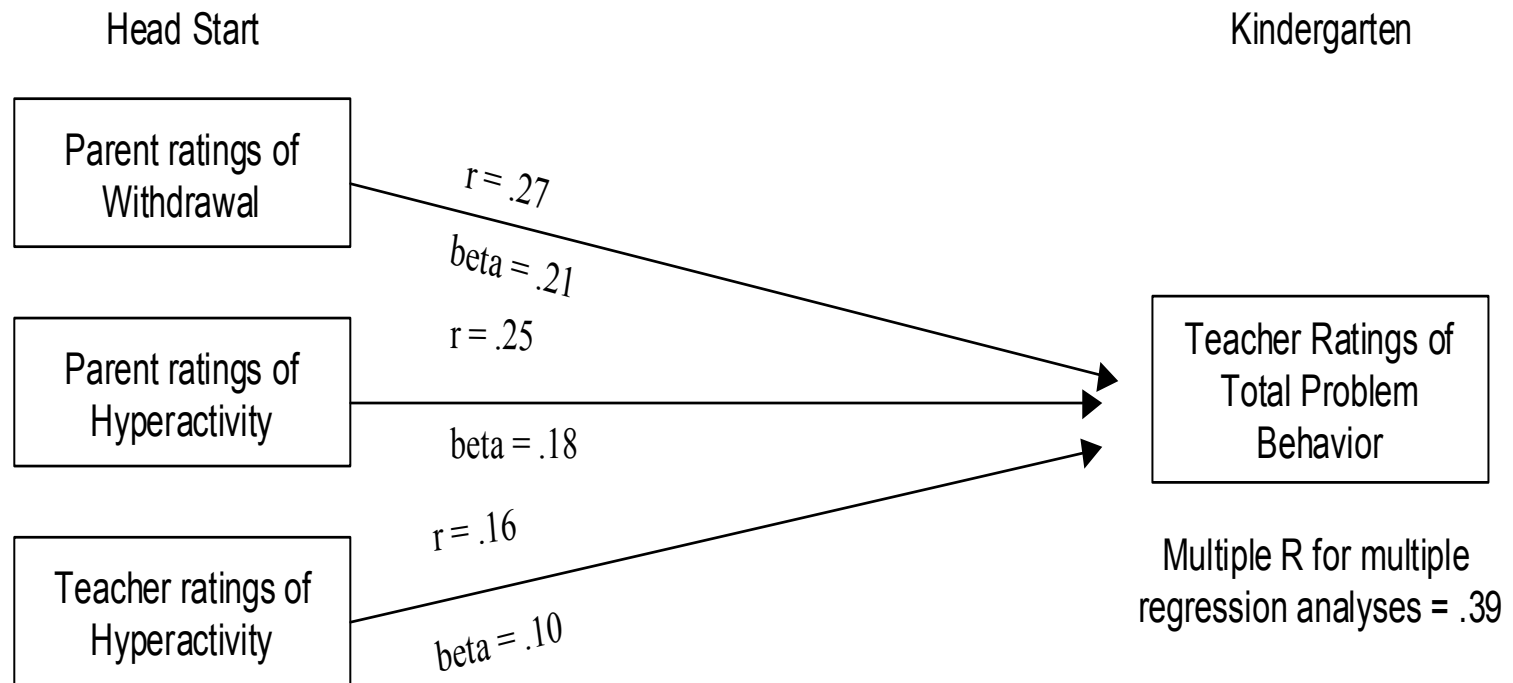 Head Start
Kindergarten
Parent ratings of
Withdrawal
r = .27
beta = .21
Parent ratings of
Hyperactivity
r = .25
beta = .18
Teacher ratings of
Hyperactivity
r = .16
beta = .10
Teacher Ratings of
Total Problem
Behavior
Multiple R for multiple
regression analyses = .39